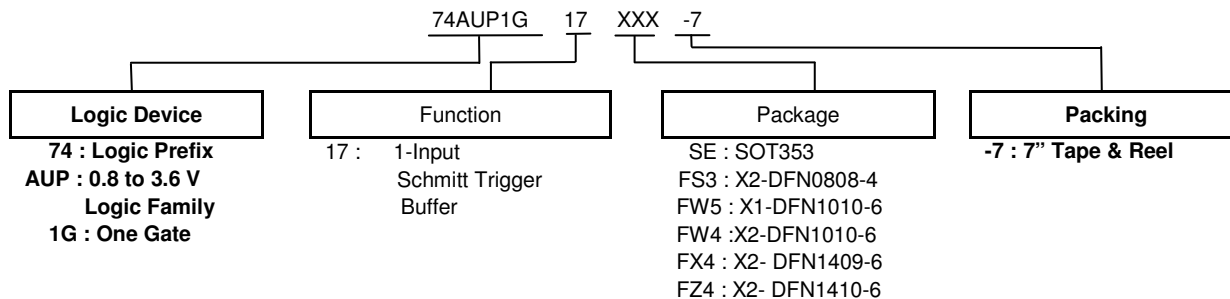 74AUP1G 17 XXX -7
Logic Device
74 : Logic Prefix
AUP : 0.8 to 3.6 V
Logic Family
1G : One Gate
Function
17 : 1-Input
Schmitt Trigger
Buffer
Package
SE : SOT353
FS3 : X2-DFN0808-4
FW5 : X1-DFN1010-6
FW4 :X2-DFN1010-6
FX4 : X2- DFN1409-6
FZ4 : X2- DFN1410-6
Packing
-7 : 7” Tape & Reel